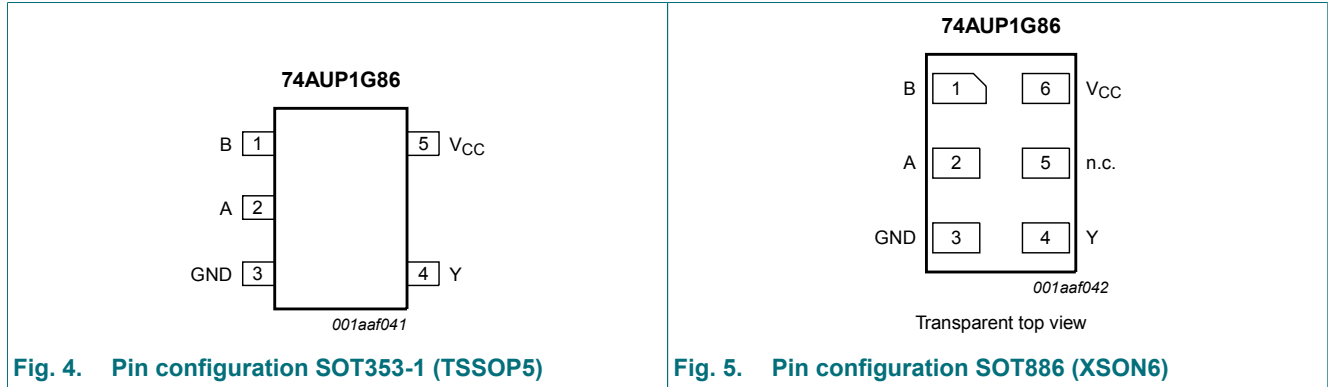 74AUP1G86
B 1 5 VCC
A 2
GND 3 4 Y
001aaf041
Fig. 4. Pin configuration SOT353-1 (TSSOP5)
74AUP1G86
B 1 6 VCC
A 2 5 n.c.
GND 3 4 Y
001aaf042
Transparent top view
Fig. 5. Pin configuration SOT886 (XSON6)